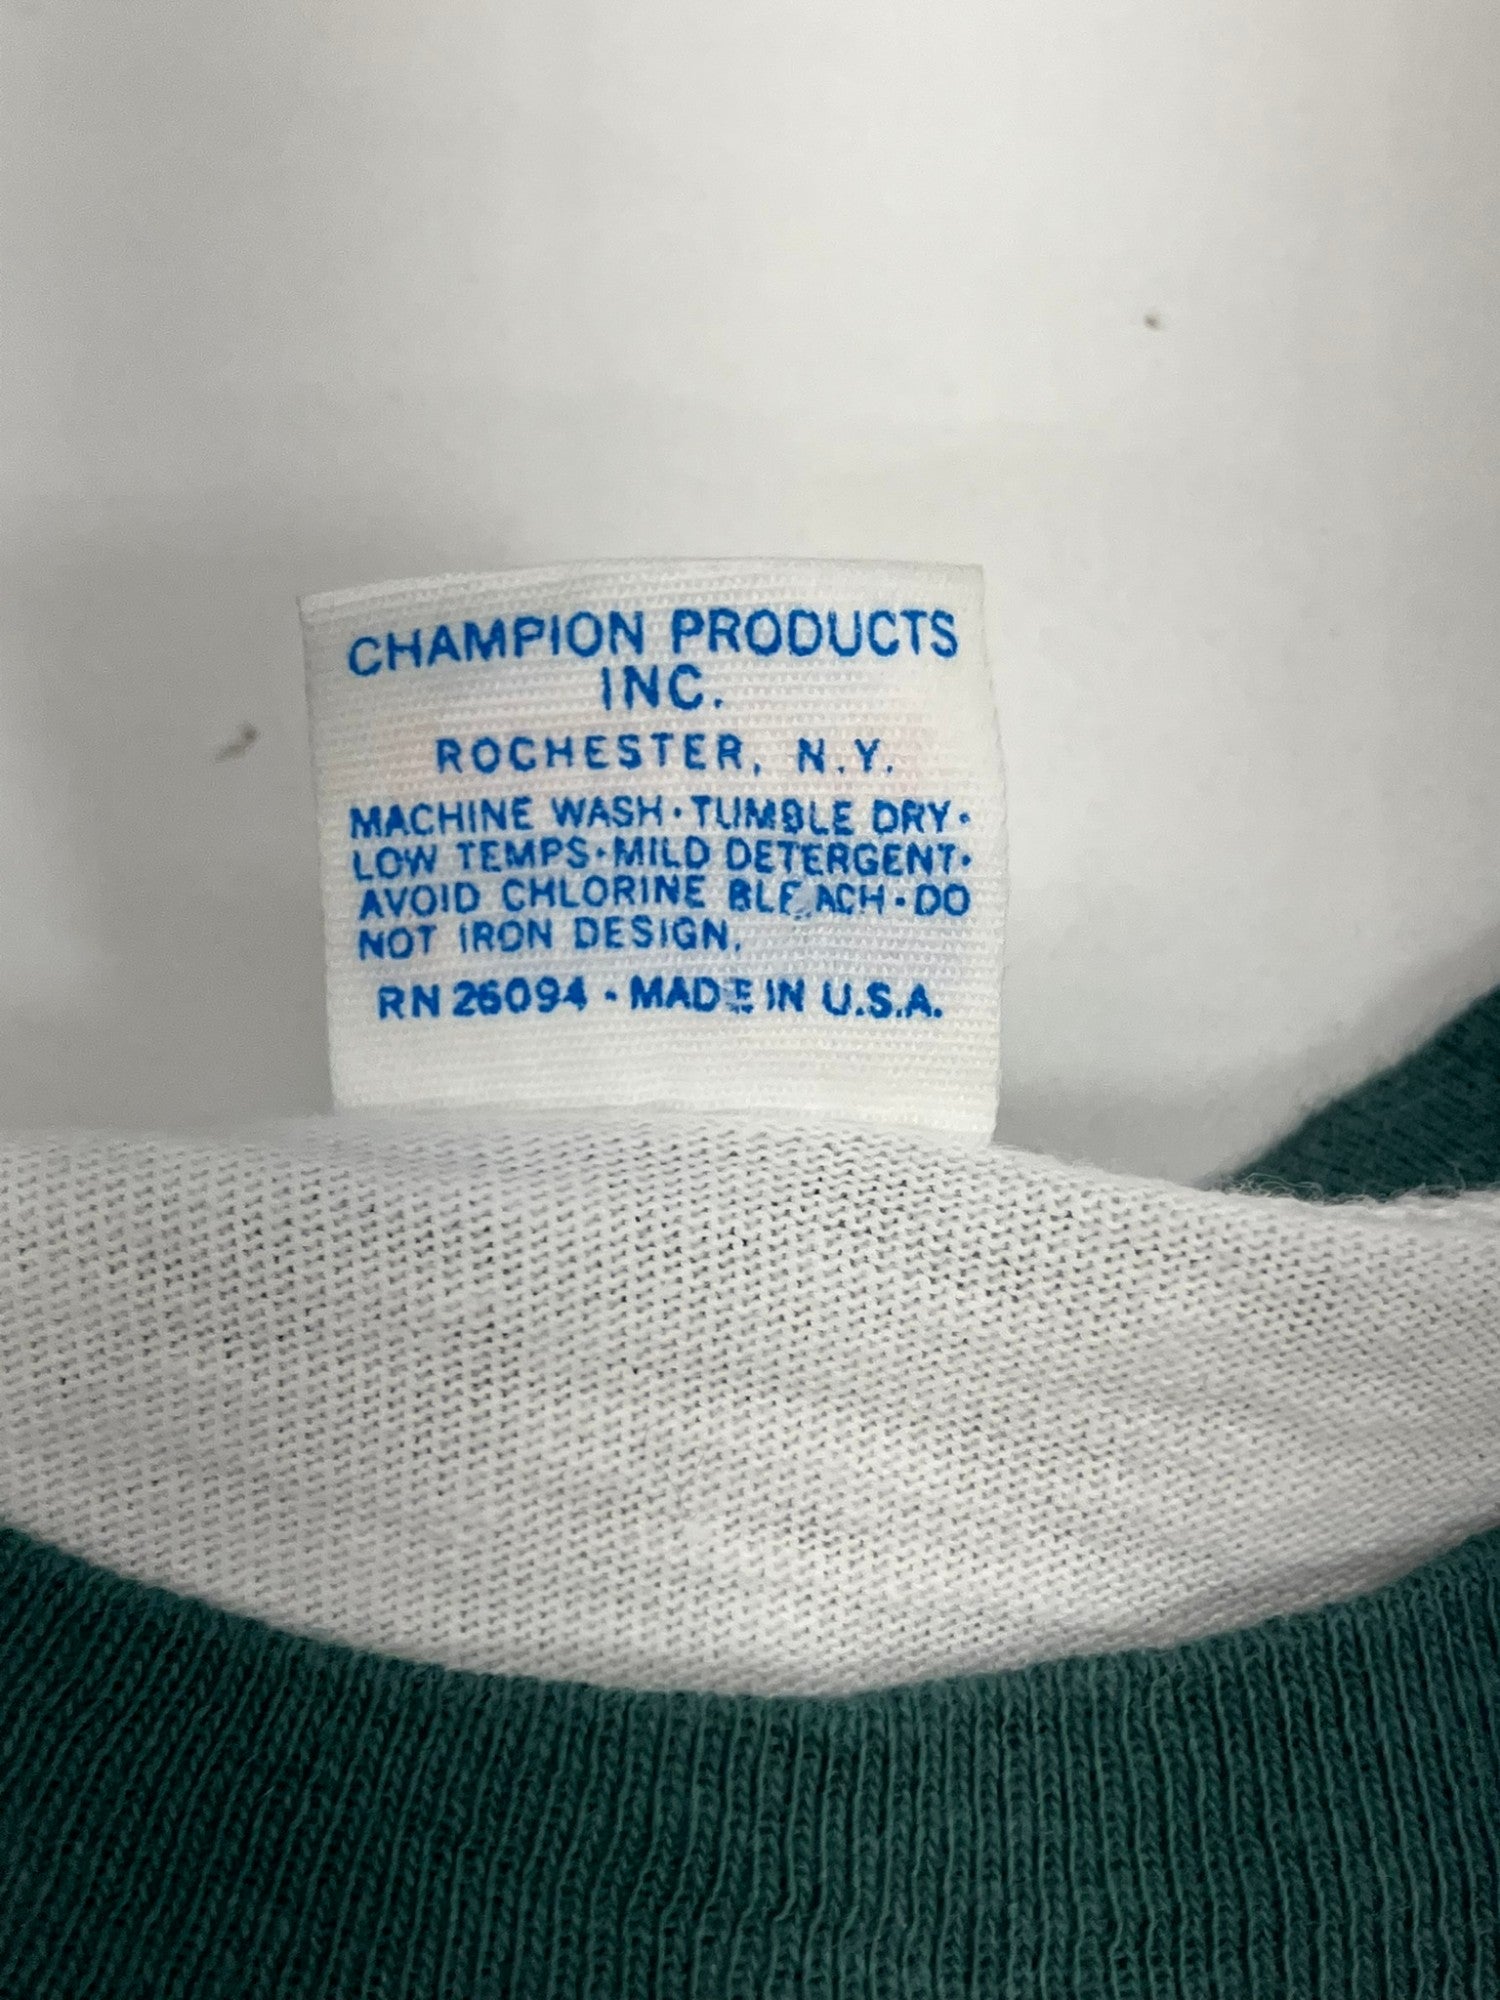 CHAMPION PRODUCTS
INC.
ROCHESTER, N.Y.
MACHINE WASH · TUMBLE DRY ·
LOW TEMPS · MILD DETERGENT ·
AVOID CHLORINE BLEACH · DO
NOT IRON DESIGN.
RN 26094 · MADE IN U.S.A.